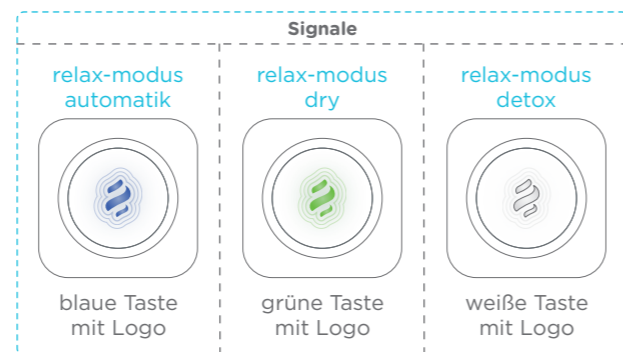 Signale
relax-modus
automatik
relax-modus
dry
relax-modus
detox
blaue Taste
mit Logo
grüne Taste
mit Logo
weiße Taste
mit Logo